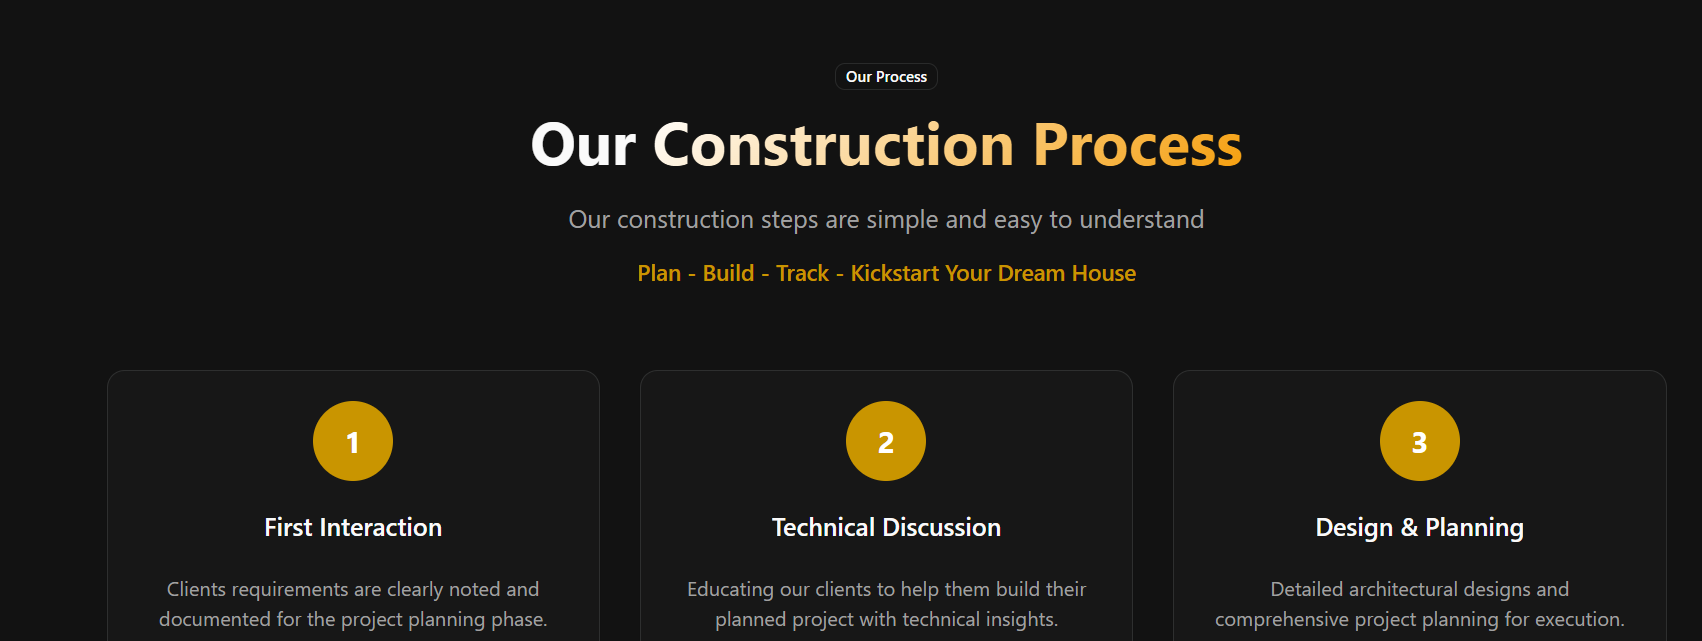 Our Process
Our Construction Process
Our construction steps are simple and easy to understand
Plan - Build - Track - Kickstart Your Dream House
1
2
3
First Interaction
Technical Discussion
Design & Planning
Clients requirements are clearly noted and
documented for the project planning phase.
Educating our clients to help them build their
planned project with technical insights.
Detailed architectural designs and
comprehensive project planning for execution.